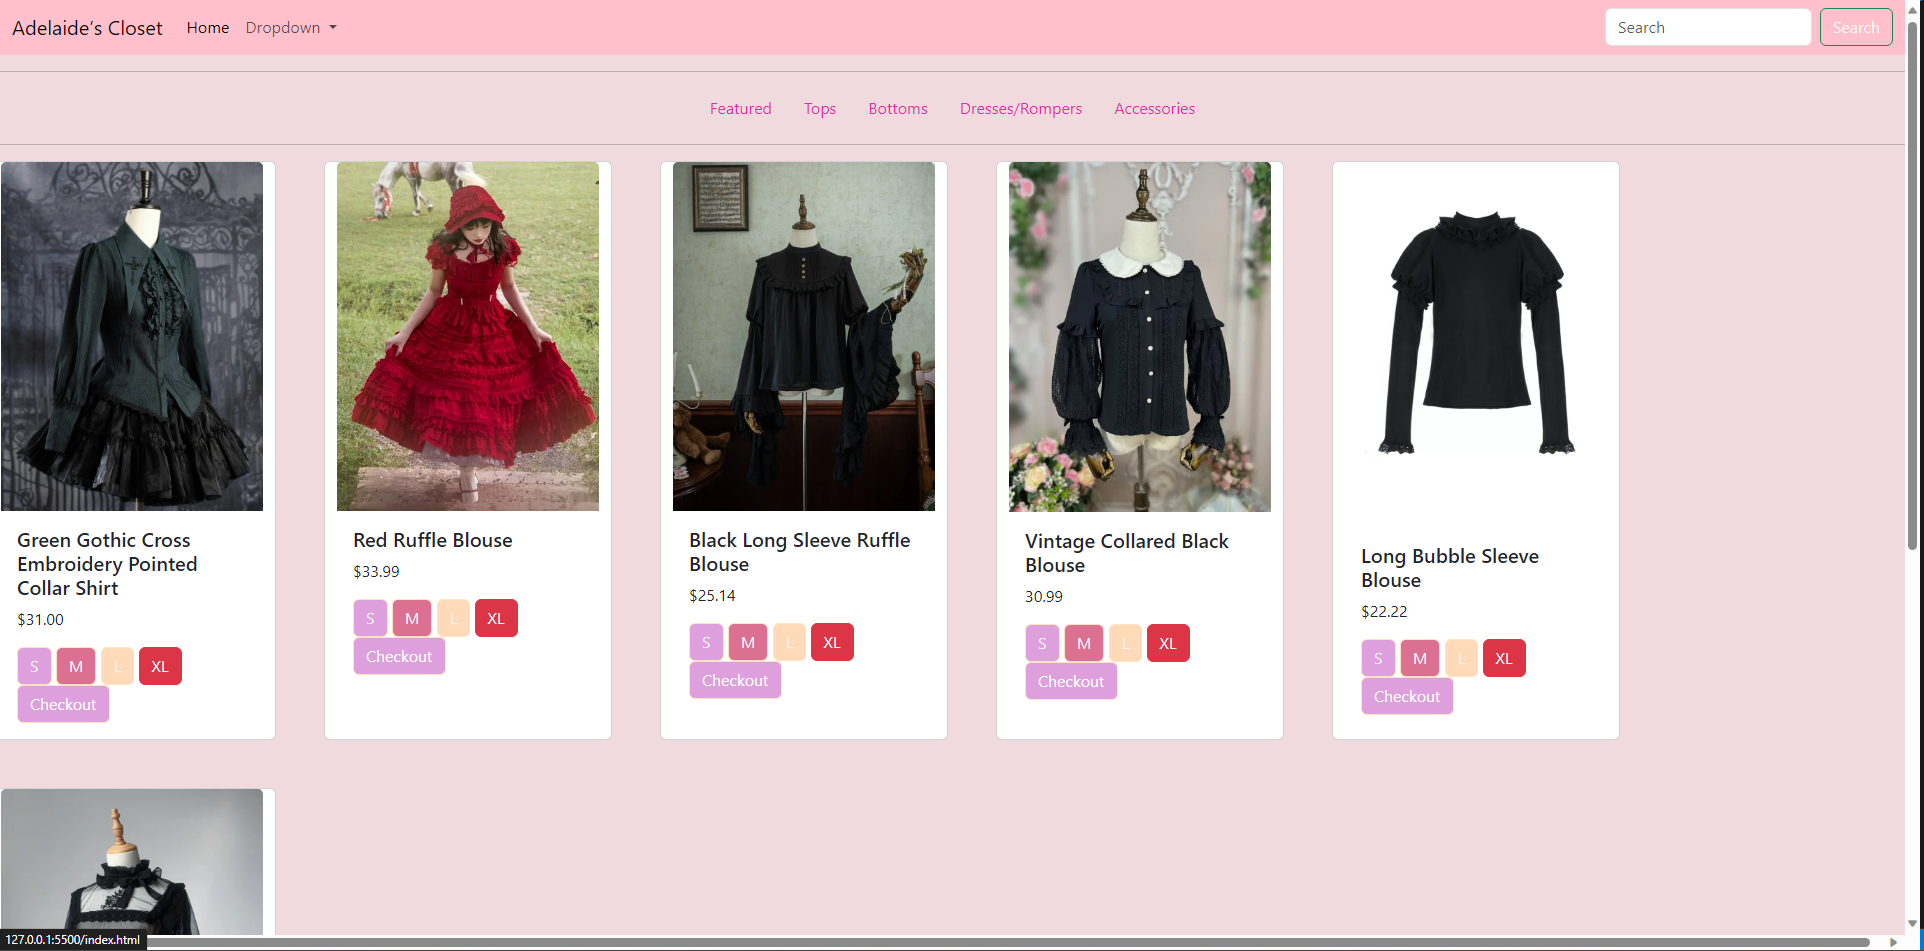 Adelaide's Closet Home Dropdown Search Search
Featured Tops Bottoms Dresses/Rompers Accessories
Green Gothic Cross
Embroidery Pointed
Collar Shirt
$31.00
S M L XL
Checkout
Red Ruffle Blouse
$33.99
S M L XL
Checkout
Black Long Sleeve Ruffle
Blouse
$25.14
S M L XL
Checkout
Vintage Collared Black
Blouse
30.99
S M L XL
Checkout
Long Bubble Sleeve
Blouse
$22.22
S M L XL
Checkout
127.0.0.1:5500/index.html